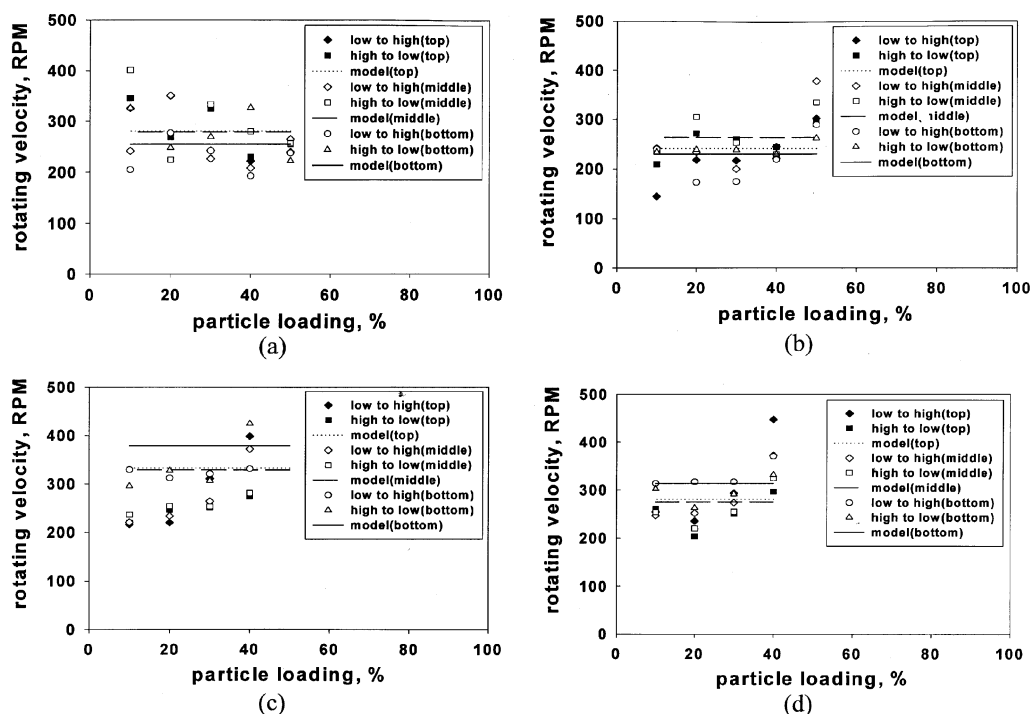 (a)
rotating velocity, RPM
500
400
300
200
100
0
0 20 40 60 80 100
particle loading, %
low to high(top)
high to low(top)
model(top)
low to high(middle)
high to low(middle)
model(middle)
low to high(bottom)
high to low(bottom)
model(bottom)
(b)
rotating velocity, RPM
500
400
300
200
100
0
0 20 40 60 80 100
particle loading, %
low to high(top)
high to low(top)
model(top)
low to high(middle)
high to low(middle)
model
low to high(bottom)
high to low(bottom)
model(bottom)
(c)
rotating velocity, RPM
500
400
300
200
100
0
0 20 40 60 80 100
particle loading, %
low to high(top)
high to low(top)
model(top)
low to high(middle)
high to low(middle)
model(middle)
low to high(bottom)
high to low(bottom)
model(bottom)
(d)
rotating velocity, RPM
500
400
300
200
100
0
0 20 40 60 80 100
particle loading, %
low to high(top)
high to low(top)
model(top)
low to high(middle)
high to low(middle)
model(middle)
low to high(bottom)
high to low(bottom)
model(bottom)